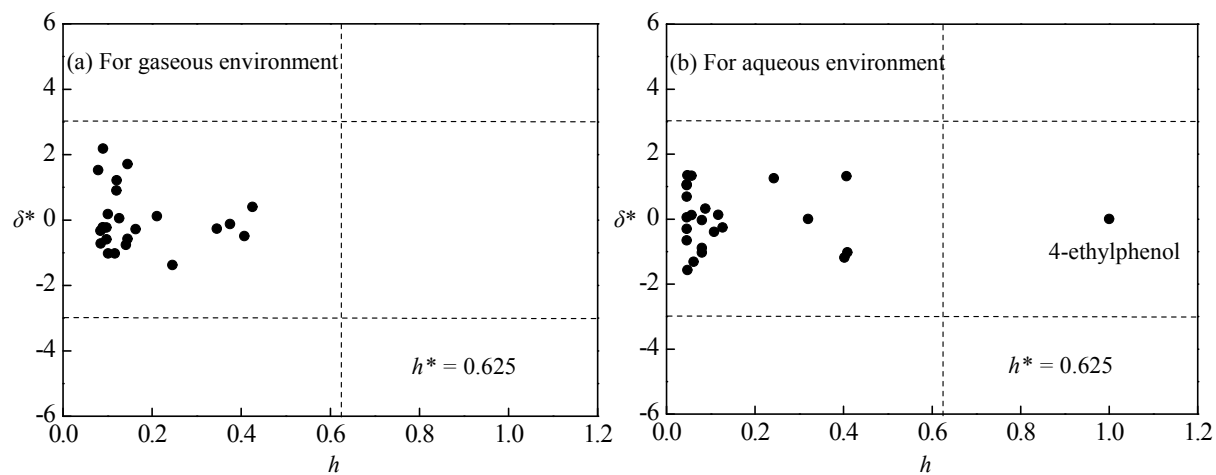 6
(a) For gaseous environment
4
2
δ*
0
-2
-4
h* = 0.625
-6
0.0 0.2 0.4 0.6 0.8 1.0 1.2
h
6
(b) For aqueous environment
4
2
δ*
0
4-ethylphenol
-2
-4
h* = 0.625
-6
0.0 0.2 0.4 0.6 0.8 1.0 1.2
h